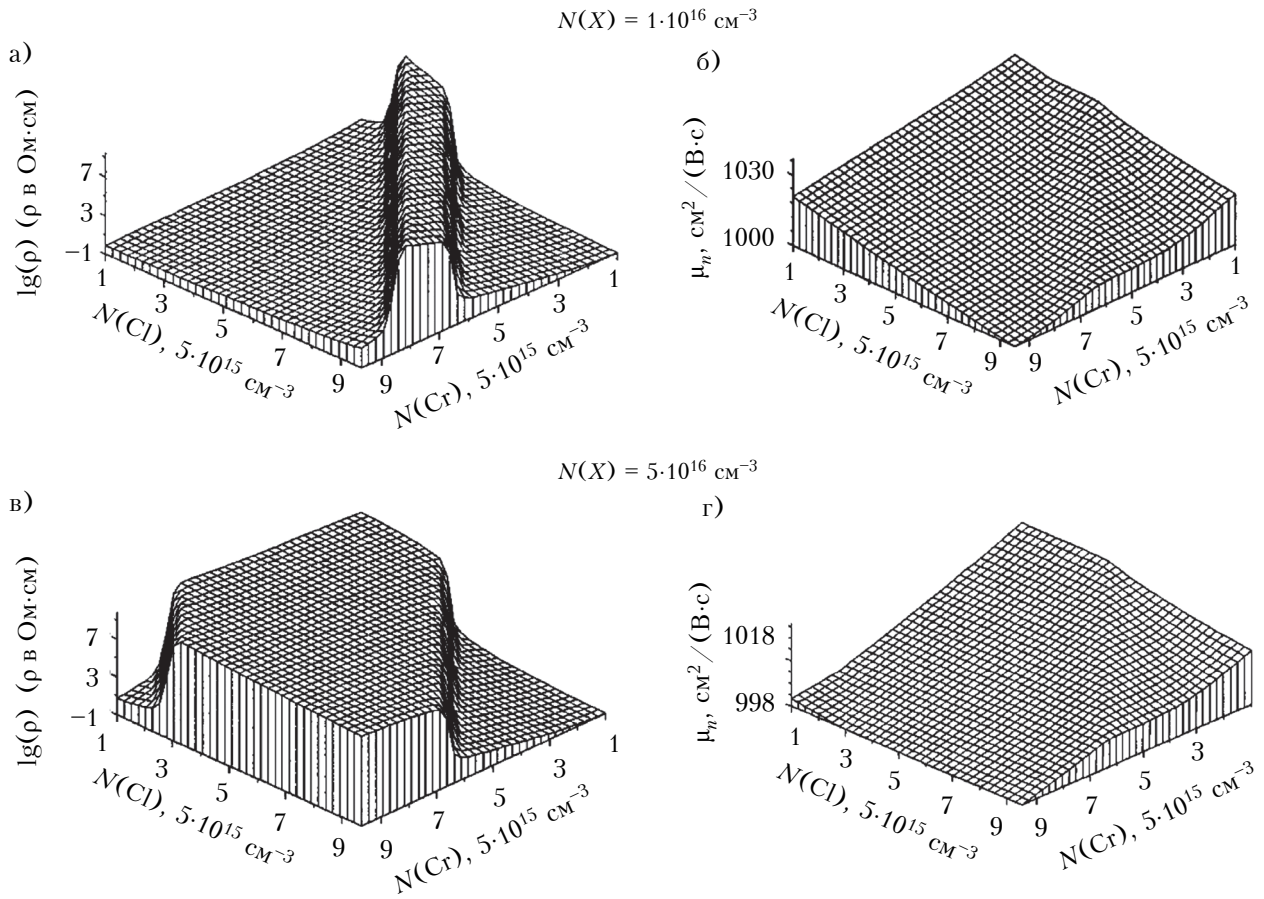 N(X) = 1·10¹⁶ см⁻³
а)
lg(ρ) (ρ в Ом·см)
7
3
−1
1
3
5
7
9
N(Cl), 5·10¹⁵ см⁻³
9
7
5
3
1
N(Cr), 5·10¹⁵ см⁻³
б)
μₙ, см²/(В·с)
1030
1000
1
3
5
7
9
N(Cl), 5·10¹⁵ см⁻³
9
7
5
3
1
N(Cr), 5·10¹⁵ см⁻³
N(X) = 5·10¹⁶ см⁻³
в)
lg(ρ) (ρ в Ом·см)
7
3
−1
1
3
5
7
9
N(Cl), 5·10¹⁵ см⁻³
9
7
5
3
1
N(Cr), 5·10¹⁵ см⁻³
г)
μₙ, см²/(В·с)
1018
998
1
3
5
7
9
N(Cl), 5·10¹⁵ см⁻³
9
7
5
3
1
N(Cr), 5·10¹⁵ см⁻³